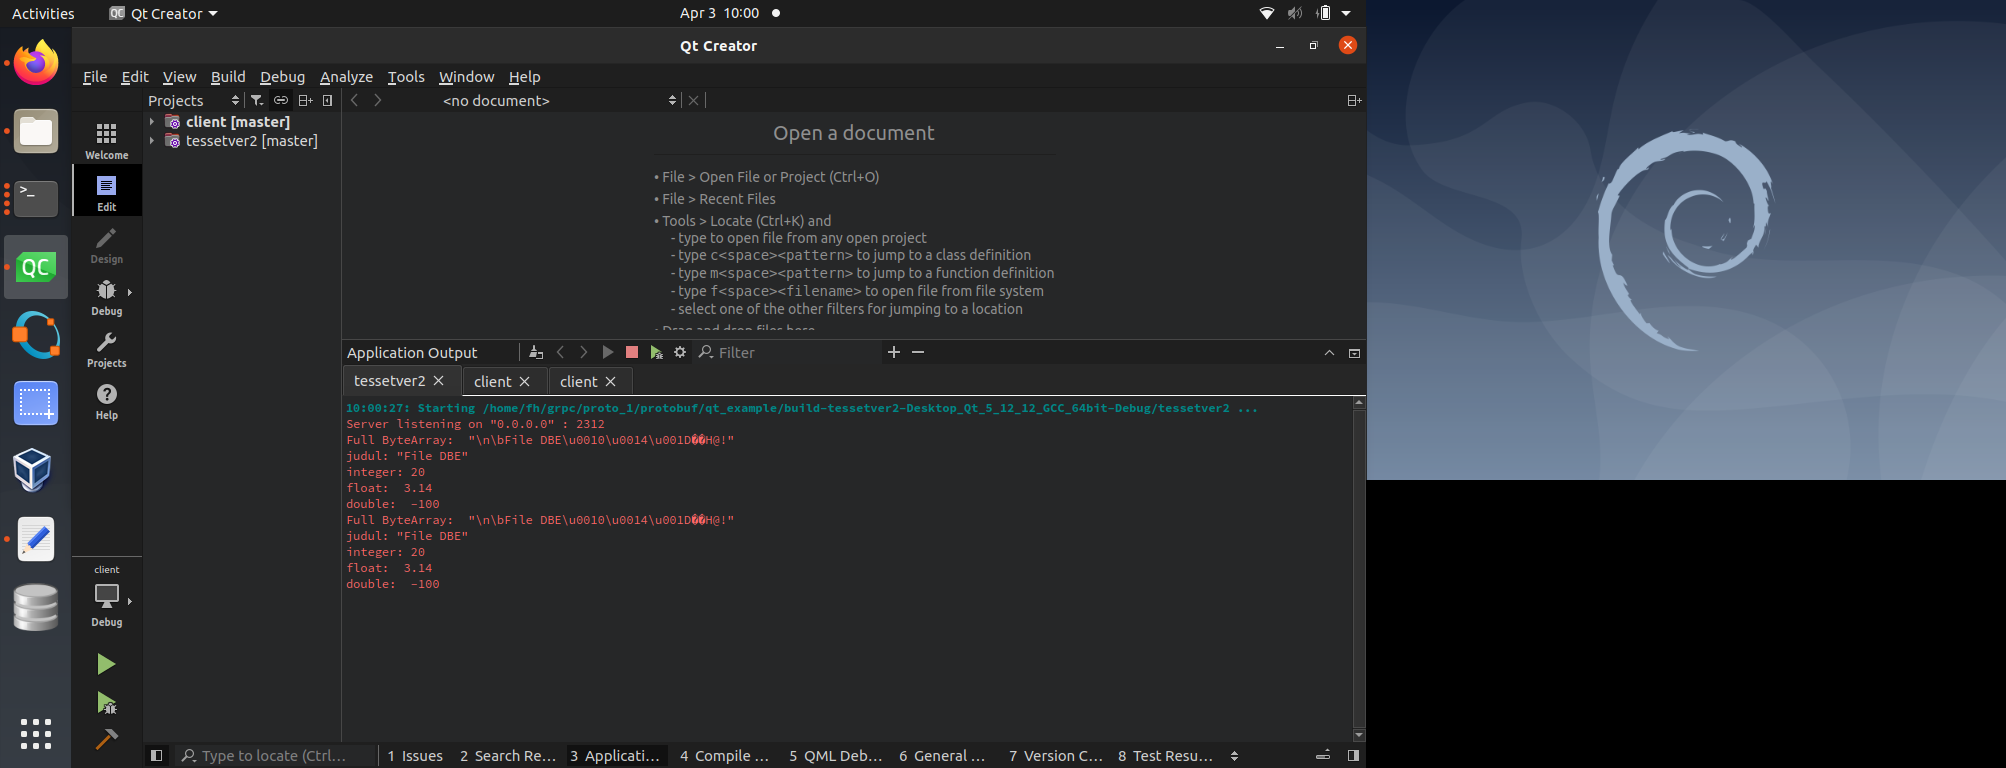 Activities
Qt Creator
Apr 3 10:00
Qt Creator
File Edit View Build Debug Analyze Tools Window Help
Projects
<no document>
client [master]
tessetver2 [master]
Welcome
Edit
Design
Debug
Projects
Help
Open a document
• File > Open File or Project (Ctrl+O)
• File > Recent Files
• Tools > Locate (Ctrl+K) and
- type to open file from any open project
- type c<space><pattern> to jump to a class definition
- type m<space><pattern> to jump to a function definition
- type f<space><filename> to open file from file system
- select one of the other filters for jumping to a location
• Drag and drop files here
Application Output
Filter
tessetver2
client
client
10:00:27: Starting /home/fh/grpc/proto_1/protobuf/qt_example/build-tessetver2-Desktop_Qt_5_12_12_GCC_64bit-Debug/tessetver2 ...
Server listening on "0.0.0.0" : 2312
Full ByteArray:  "\n\bFile DBE\u0010\u0014\u001D��H@!"
judul: "File DBE"
integer: 20
float:  3.14
double:  -100
Full ByteArray:  "\n\bFile DBE\u0010\u0014\u001D��H@!"
judul: "File DBE"
integer: 20
float:  3.14
double:  -100
client
Debug
Type to locate (Ctrl...
1 Issues
2 Search Re...
3 Applicati...
4 Compile ...
5 QML Deb...
6 General ...
7 Version C...
8 Test Resu...
QC
QC
>_